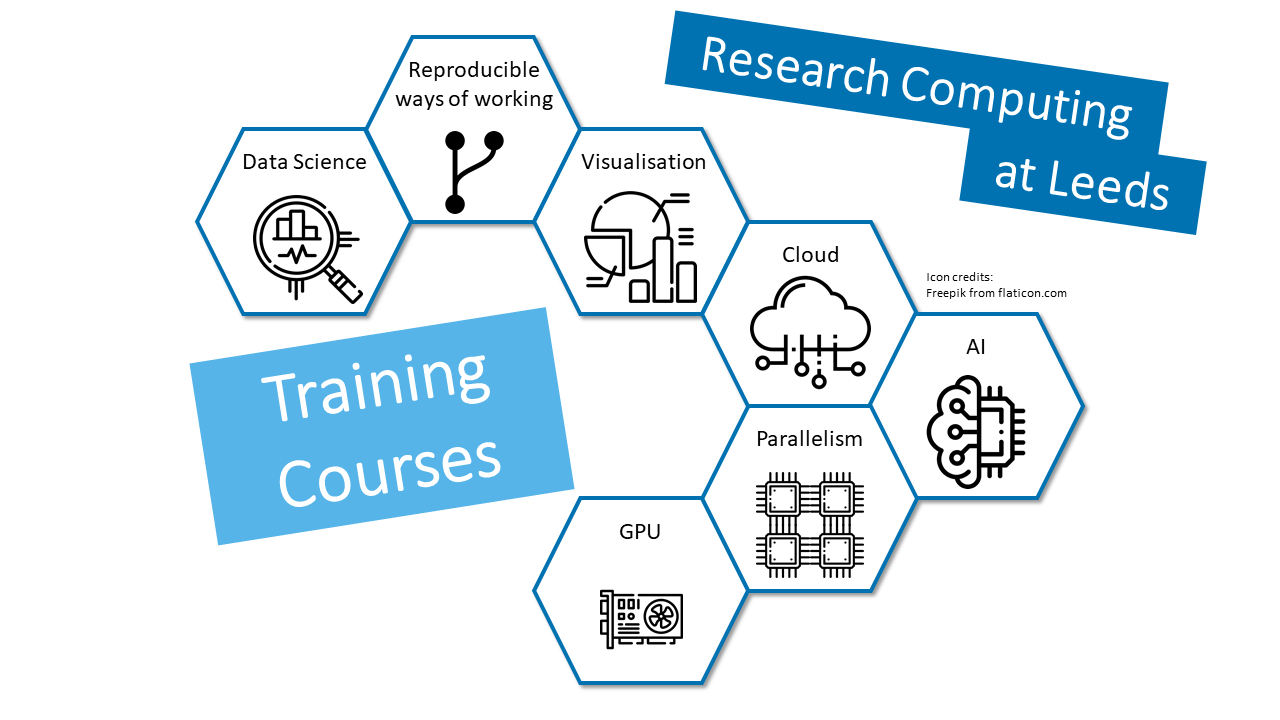 Research Computing
at Leeds
Reproducible
ways of working
Data Science
Visualisation
Cloud
Icon credits:
Freepik from flaticon.com
AI
Training
Courses
Parallelism
GPU